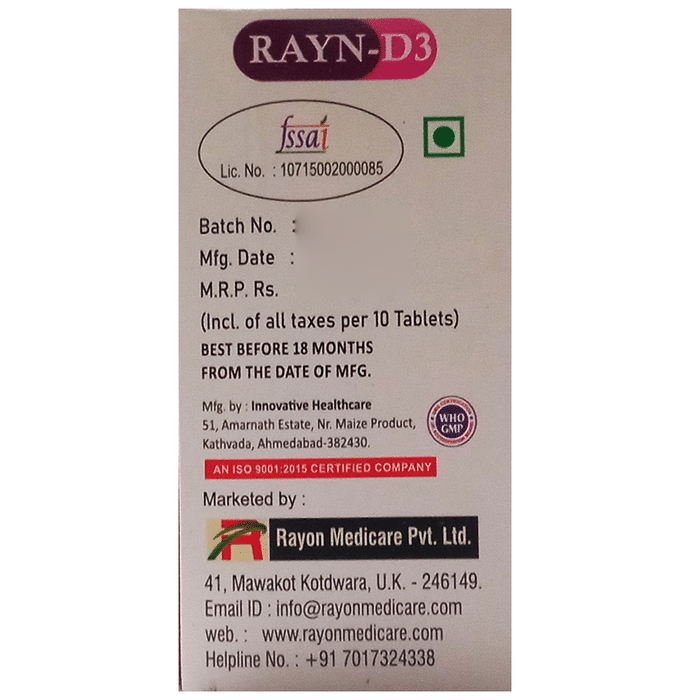 RAYN-D3
fssai
Lic. No. : 10715002000085
Batch No. :
Mfg. Date :
M.R.P. Rs.
(Incl. of all taxes per 10 Tablets)
BEST BEFORE 18 MONTHS
FROM THE DATE OF MFG.
Mfg. by : Innovative Healthcare
51, Amarnath Estate, Nr. Maize Product,
Kathvada, Ahmedabad-382430.
WHO
GMP
AN ISO 9001:2015 CERTIFIED COMPANY
Marketed by :
Rayon Medicare Pvt. Ltd.
41, Mawakot Kotdwara, U.K. - 246149.
Email ID : info@rayonmedicare.com
web. : www.rayonmedicare.com
Helpline No. : +91 7017324338